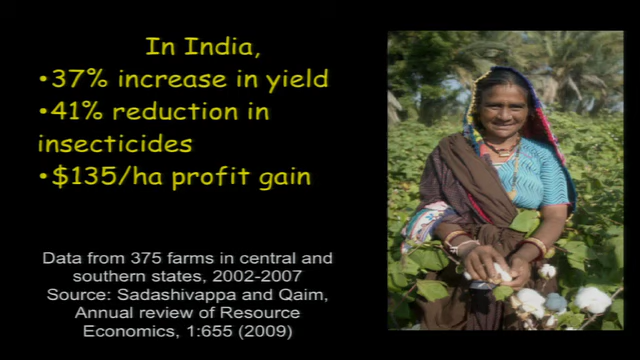 In India,
•37% increase in yield
•41% reduction in
insecticides
•$135/ha profit gain
Data from 375 farms in central and
southern states, 2002-2007
Source: Sadashivappa and Qaim,
Annual review of Resource
Economics, 1:655 (2009)